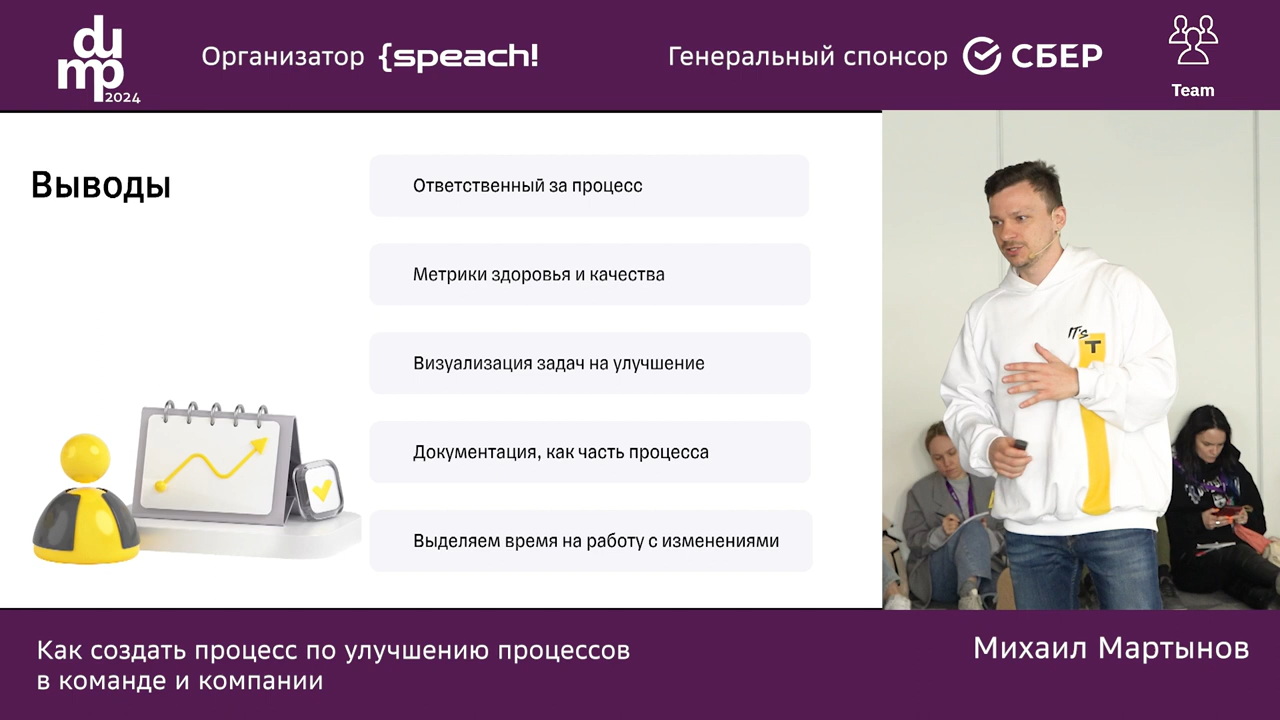 dump
2024
Организатор {speach!
Генеральный спонсор СБЕР
Team
Выводы
Ответственный за процесс
Метрики здоровья и качества
Визуализация задач на улучшение
Документация, как часть процесса
Выделяем время на работу с изменениями
IT's
T
Как создать процесс по улучшению процессов
в команде и компании
Михаил Мартынов